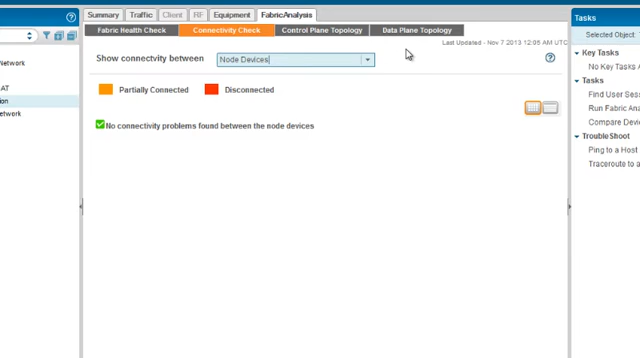 Summary Traffic Client RF Equipment FabricAnalysis
Fabric Health Check Connectivity Check Control Plane Topology Data Plane Topology
Last Updated - Nov 7 2013 12:05 AM UTC
Show connectivity between Node Devices
Partially Connected Disconnected
No connectivity problems found between the node devices
Network
AT
ion
etwork
Tasks
Selected Object:
Key Tasks
No Key Tasks A
Tasks
Find User Sess
Run Fabric Ana
Compare Devic
TroubleShoot
Ping to a Host
Traceroute to a